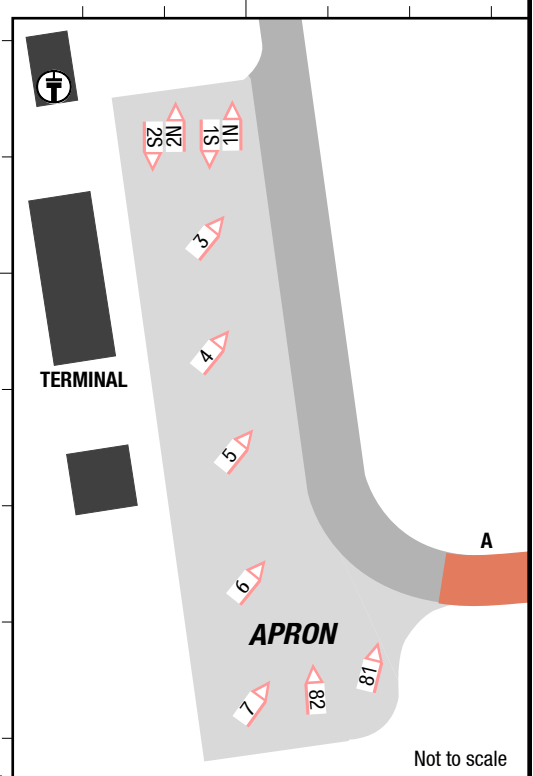 2S
N2
1S
N1
3
4
TERMINAL
5
A
6
APRON
81
82
7
Not to scale